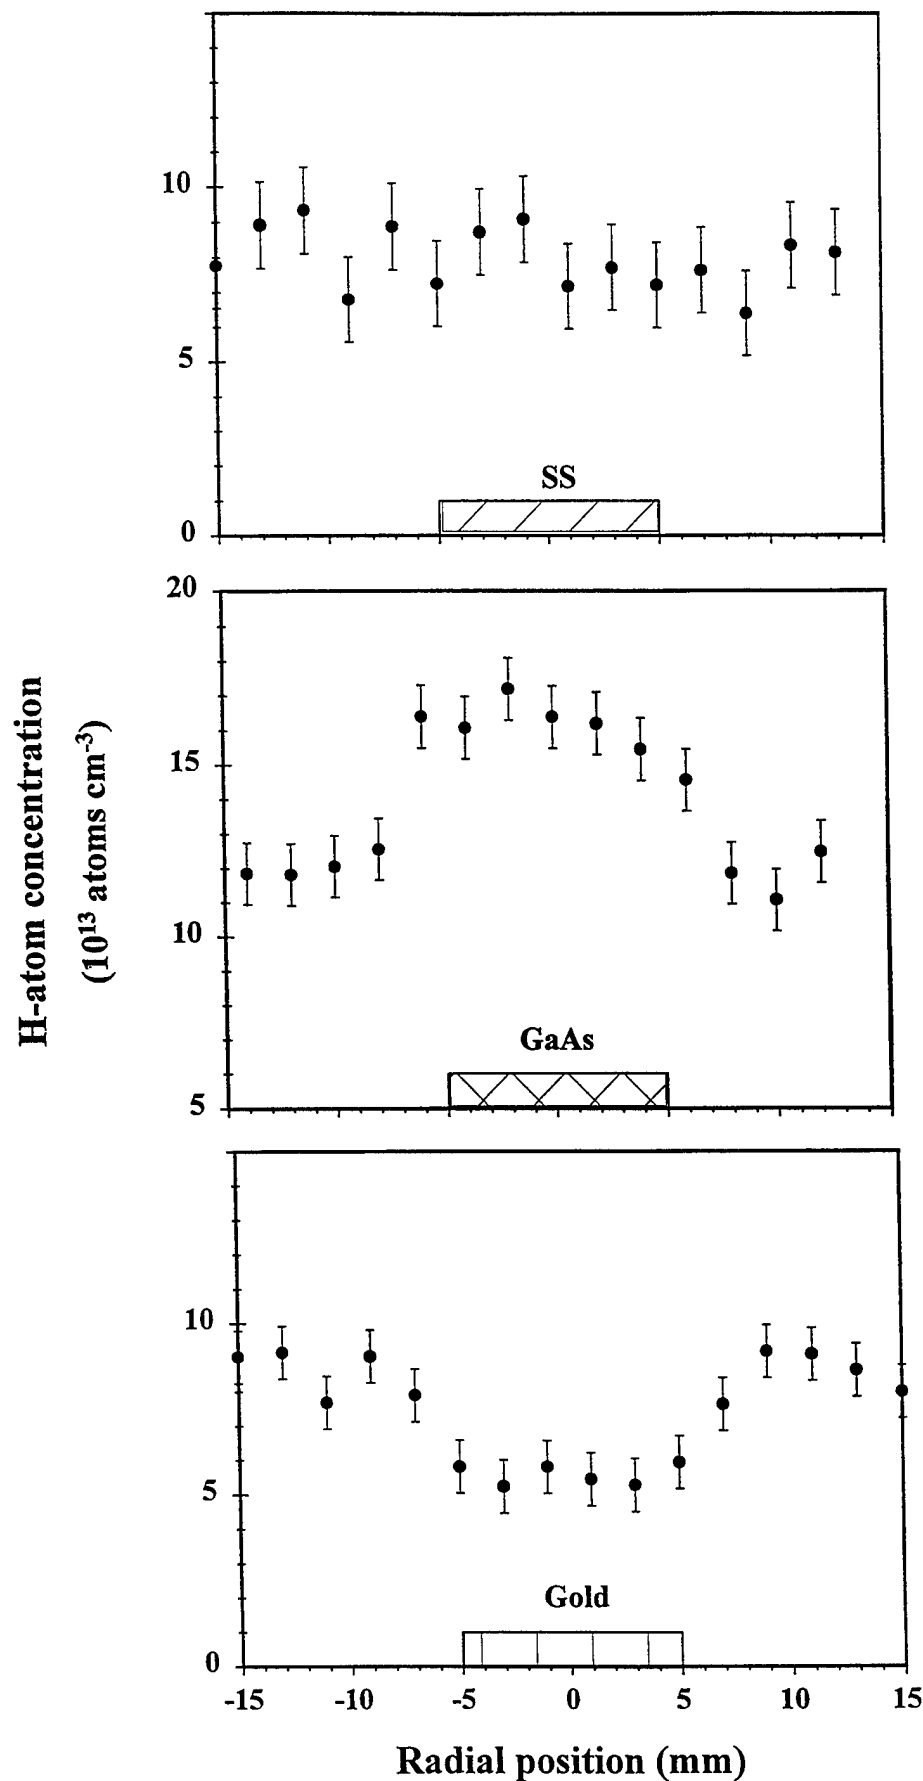 10
5
SS
0
20
15
10
GaAs
5
10
5
Gold
0
-15 -10 -5 0 5 10 15
Radial position (mm)
H-atom concentration
(10¹³ atoms cm⁻³)